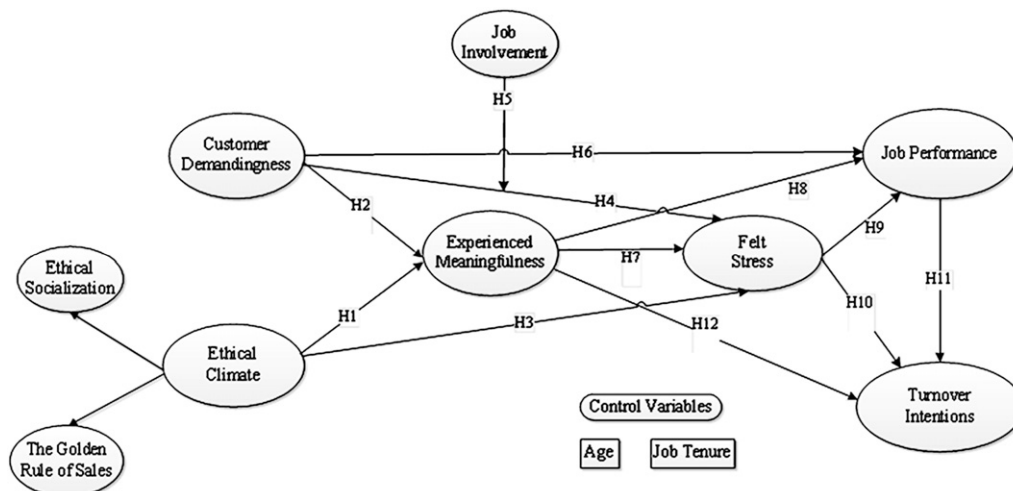 Job
Involvement
H5
Customer
Demandingness
H6
Job Performance
H8
H4
H2
Experienced
Meaningfulness
H7
Felt
Stress
H9
Ethical
Socialization
H1
H3
H12
H10
H11
Ethical
Climate
Turnover
Intentions
Control Variables
Age
Job Tenure
The Golden
Rule of Sales